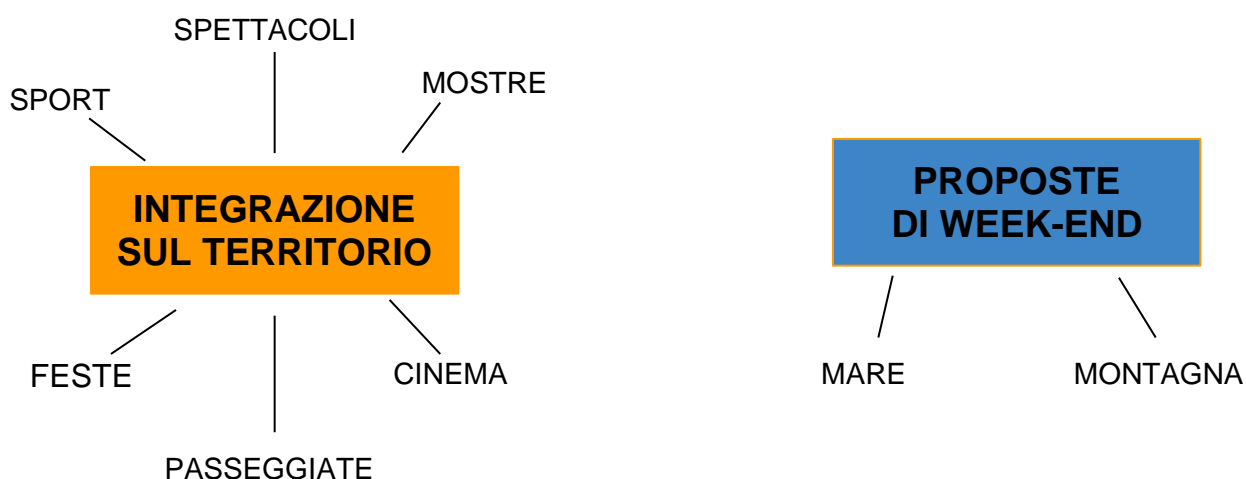 SPETTACOLI
SPORT
MOSTRE
INTEGRAZIONE
SUL TERRITORIO
FESTE
CINEMA
PASSEGGIATE
PROPOSTE
DI WEEK-END
MARE
MONTAGNA